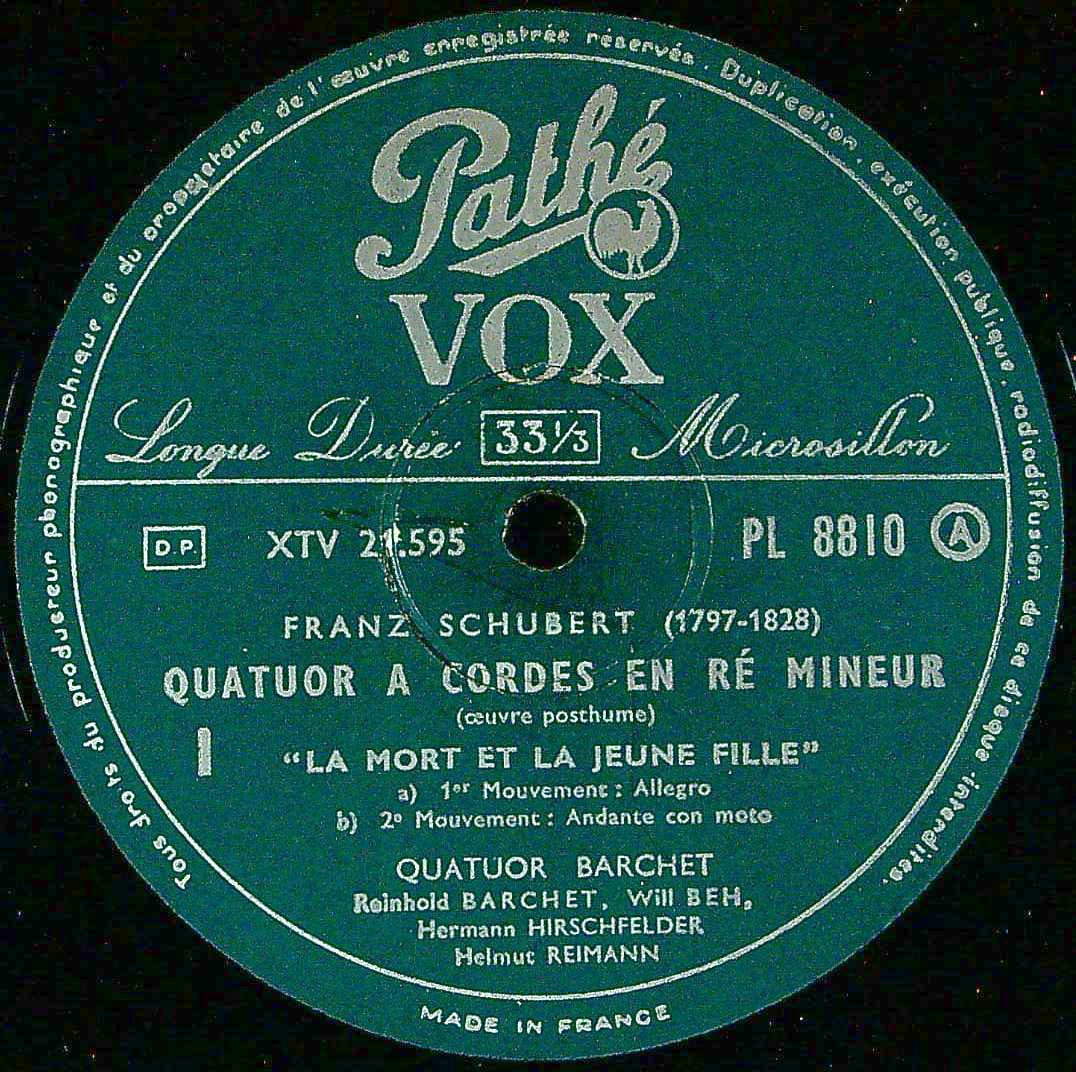 Tous droits du producteur phonographique et du propriétaire de l'œuvre enregistrée réservés. Duplication, exécution publique, radiodiffusion de ce disque interdites.
Pathé
VOX
Longue Durée 33 1/3 Microsillon
D.P. XTV 21.595 PL 8810 A
FRANZ SCHUBERT (1797-1828)
QUATUOR A CORDES EN RÉ MINEUR
(œuvre posthume)
I "LA MORT ET LA JEUNE FILLE"
a) 1er Mouvement : Allegro
b) 2e Mouvement : Andante con moto
QUATUOR BARCHET
Reinhold BARCHET, Will BEH,
Hermann HIRSCHFELDER
Helmut REIMANN
MADE IN FRANCE